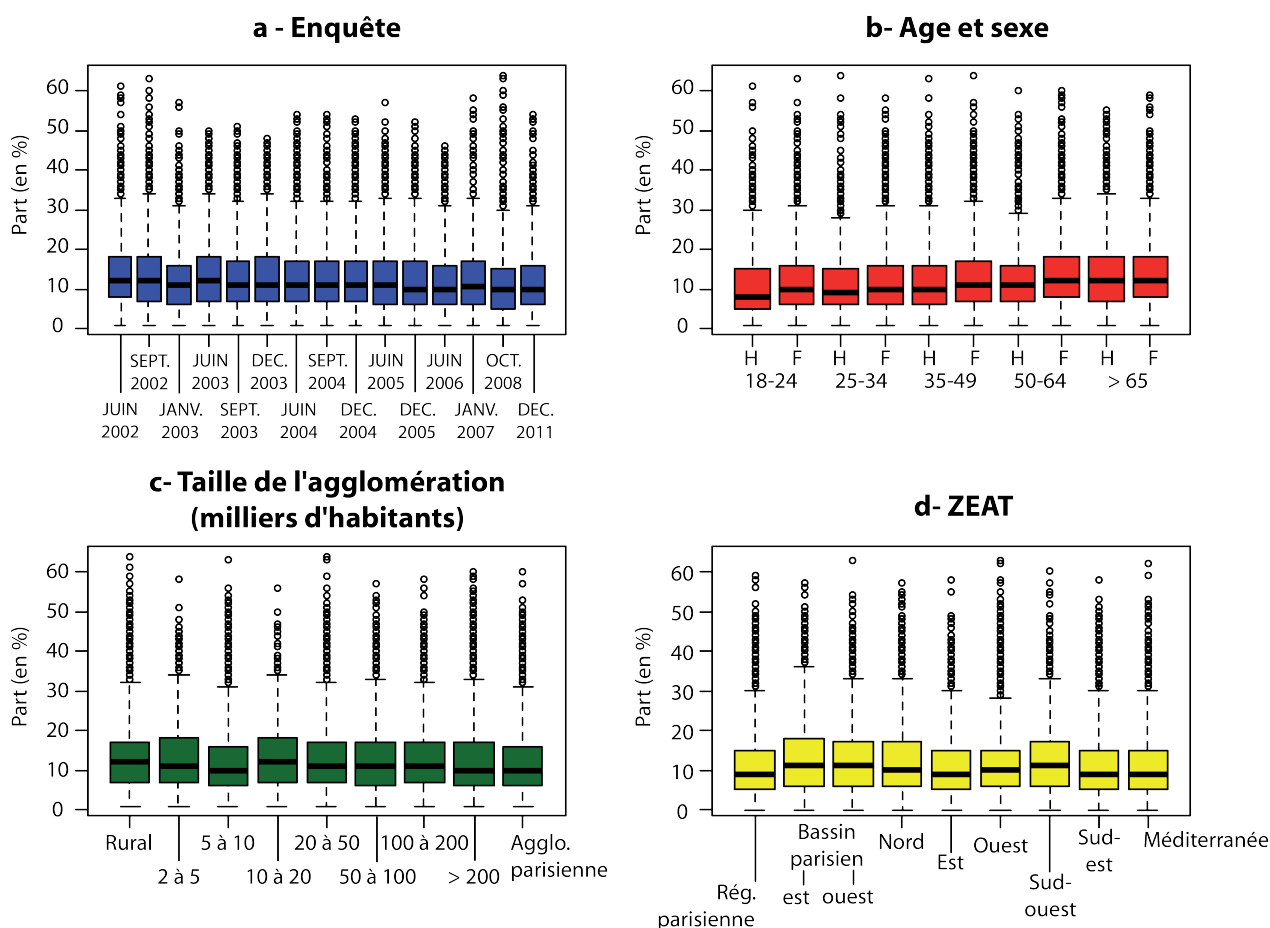 a - Enquête
Part (en %)
60
50
40
30
20
10
0
SEPT. JUIN DEC. SEPT. JUIN JUIN OCT.
2002 2003 2003 2004 2005 2006 2008
JUIN JANV. SEPT. JUIN DEC. DEC. JANV. DEC.
2002 2003 2003 2004 2004 2005 2007 2011
b- Age et sexe
Part (en %)
60
50
40
30
20
10
0
H F H F H F H F H F
18-24 25-34 35-49 50-64 > 65
c- Taille de l'agglomération
(milliers d'habitants)
Part (en %)
60
50
40
30
20
10
0
Rural 5 à 10 20 à 50 100 à 200 Agglo.
2 à 5 10 à 20 50 à 100 > 200 parisienne
d- ZEAT
Part (en %)
60
50
40
30
20
10
0
Bassin Nord Ouest Sud- Méditerranée
parisien Est est
Rég. est ouest Sud-
parisienne ouest